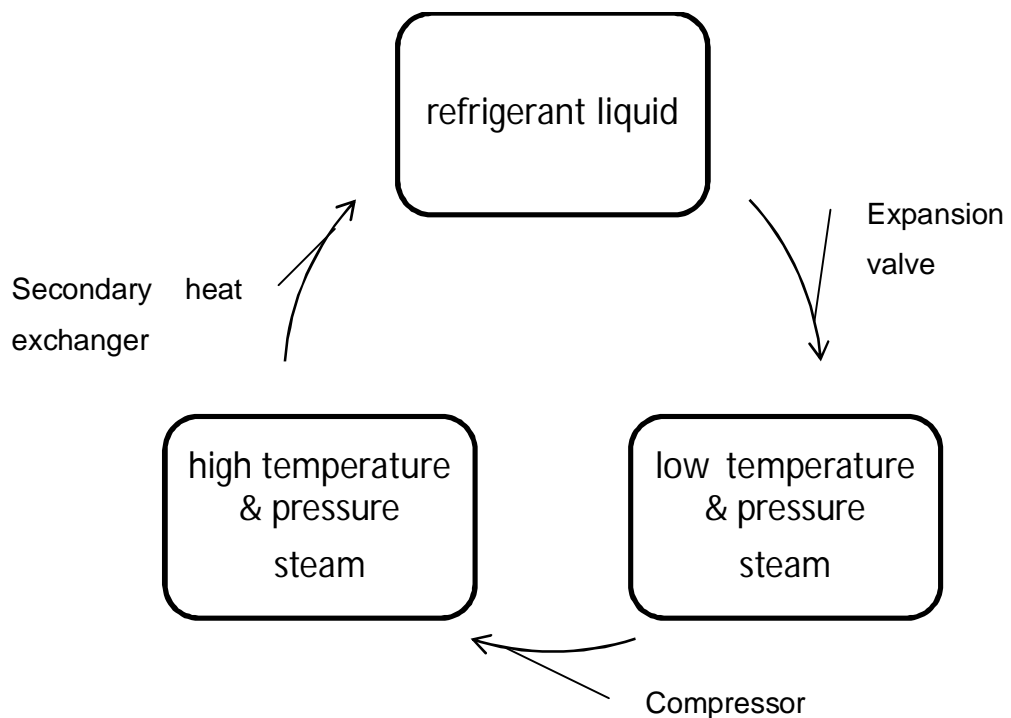 refrigerant liquid
Expansion
valve
Secondary heat
exchanger
high temperature
& pressure
steam
low temperature
& pressure
steam
Compressor